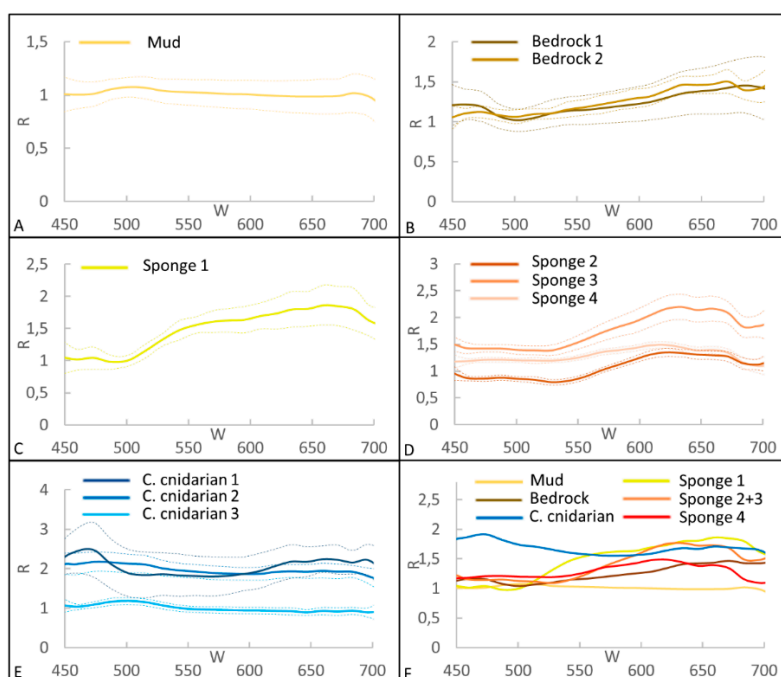 Mud
1,5
1
0,5
0
R
450 500 550 600 650 700
W
A
Bedrock 1
Bedrock 2
2
1,5
1
0,5
0
R
450 500 550 600 650 700
W
B
Sponge 1
2,5
2
1,5
1
0,5
0
R
450 500 550 600 650 700
W
C
Sponge 2
Sponge 3
Sponge 4
3
2,5
2
1,5
1
0,5
0
R
450 500 550 600 650 700
W
D
C. cnidarian 1
C. cnidarian 2
C. cnidarian 3
4
3
2
1
0
R
450 500 550 600 650 700
W
E
Mud Sponge 1
Bedrock Sponge 2+3
C. cnidarian Sponge 4
2,5
2
1,5
1
0,5
0
R
450 500 550 600 650 700
W
F